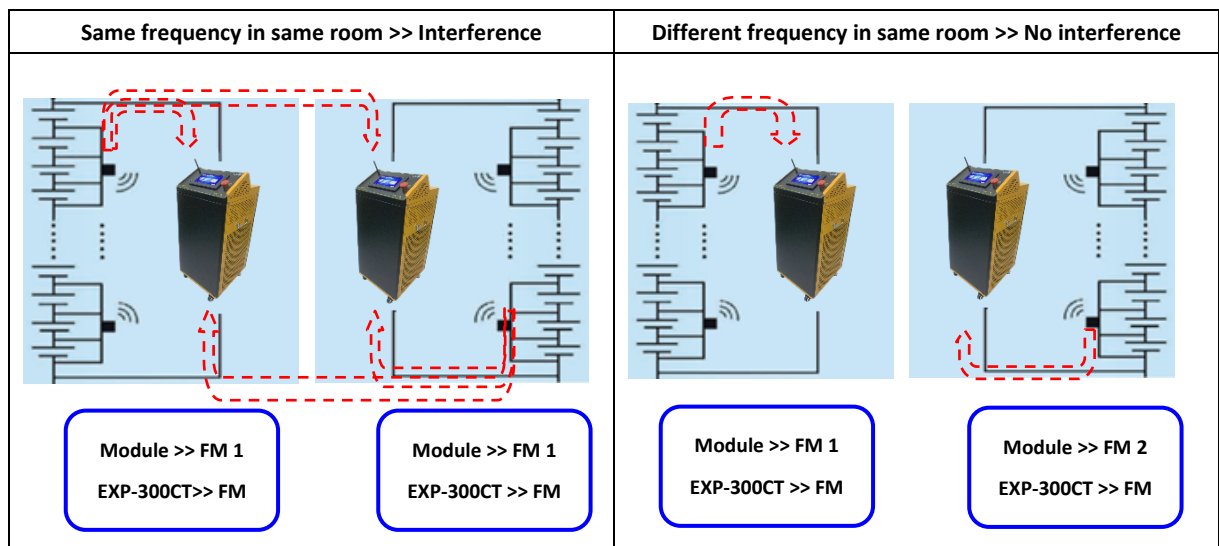 Same frequency in same room >> Interference
Different frequency in same room >> No interference
Module >> FM 1
EXP-300CT>> FM
Module >> FM 1
EXP-300CT >> FM
Module >> FM 1
EXP-300CT >> FM
Module >> FM 2
EXP-300CT >> FM